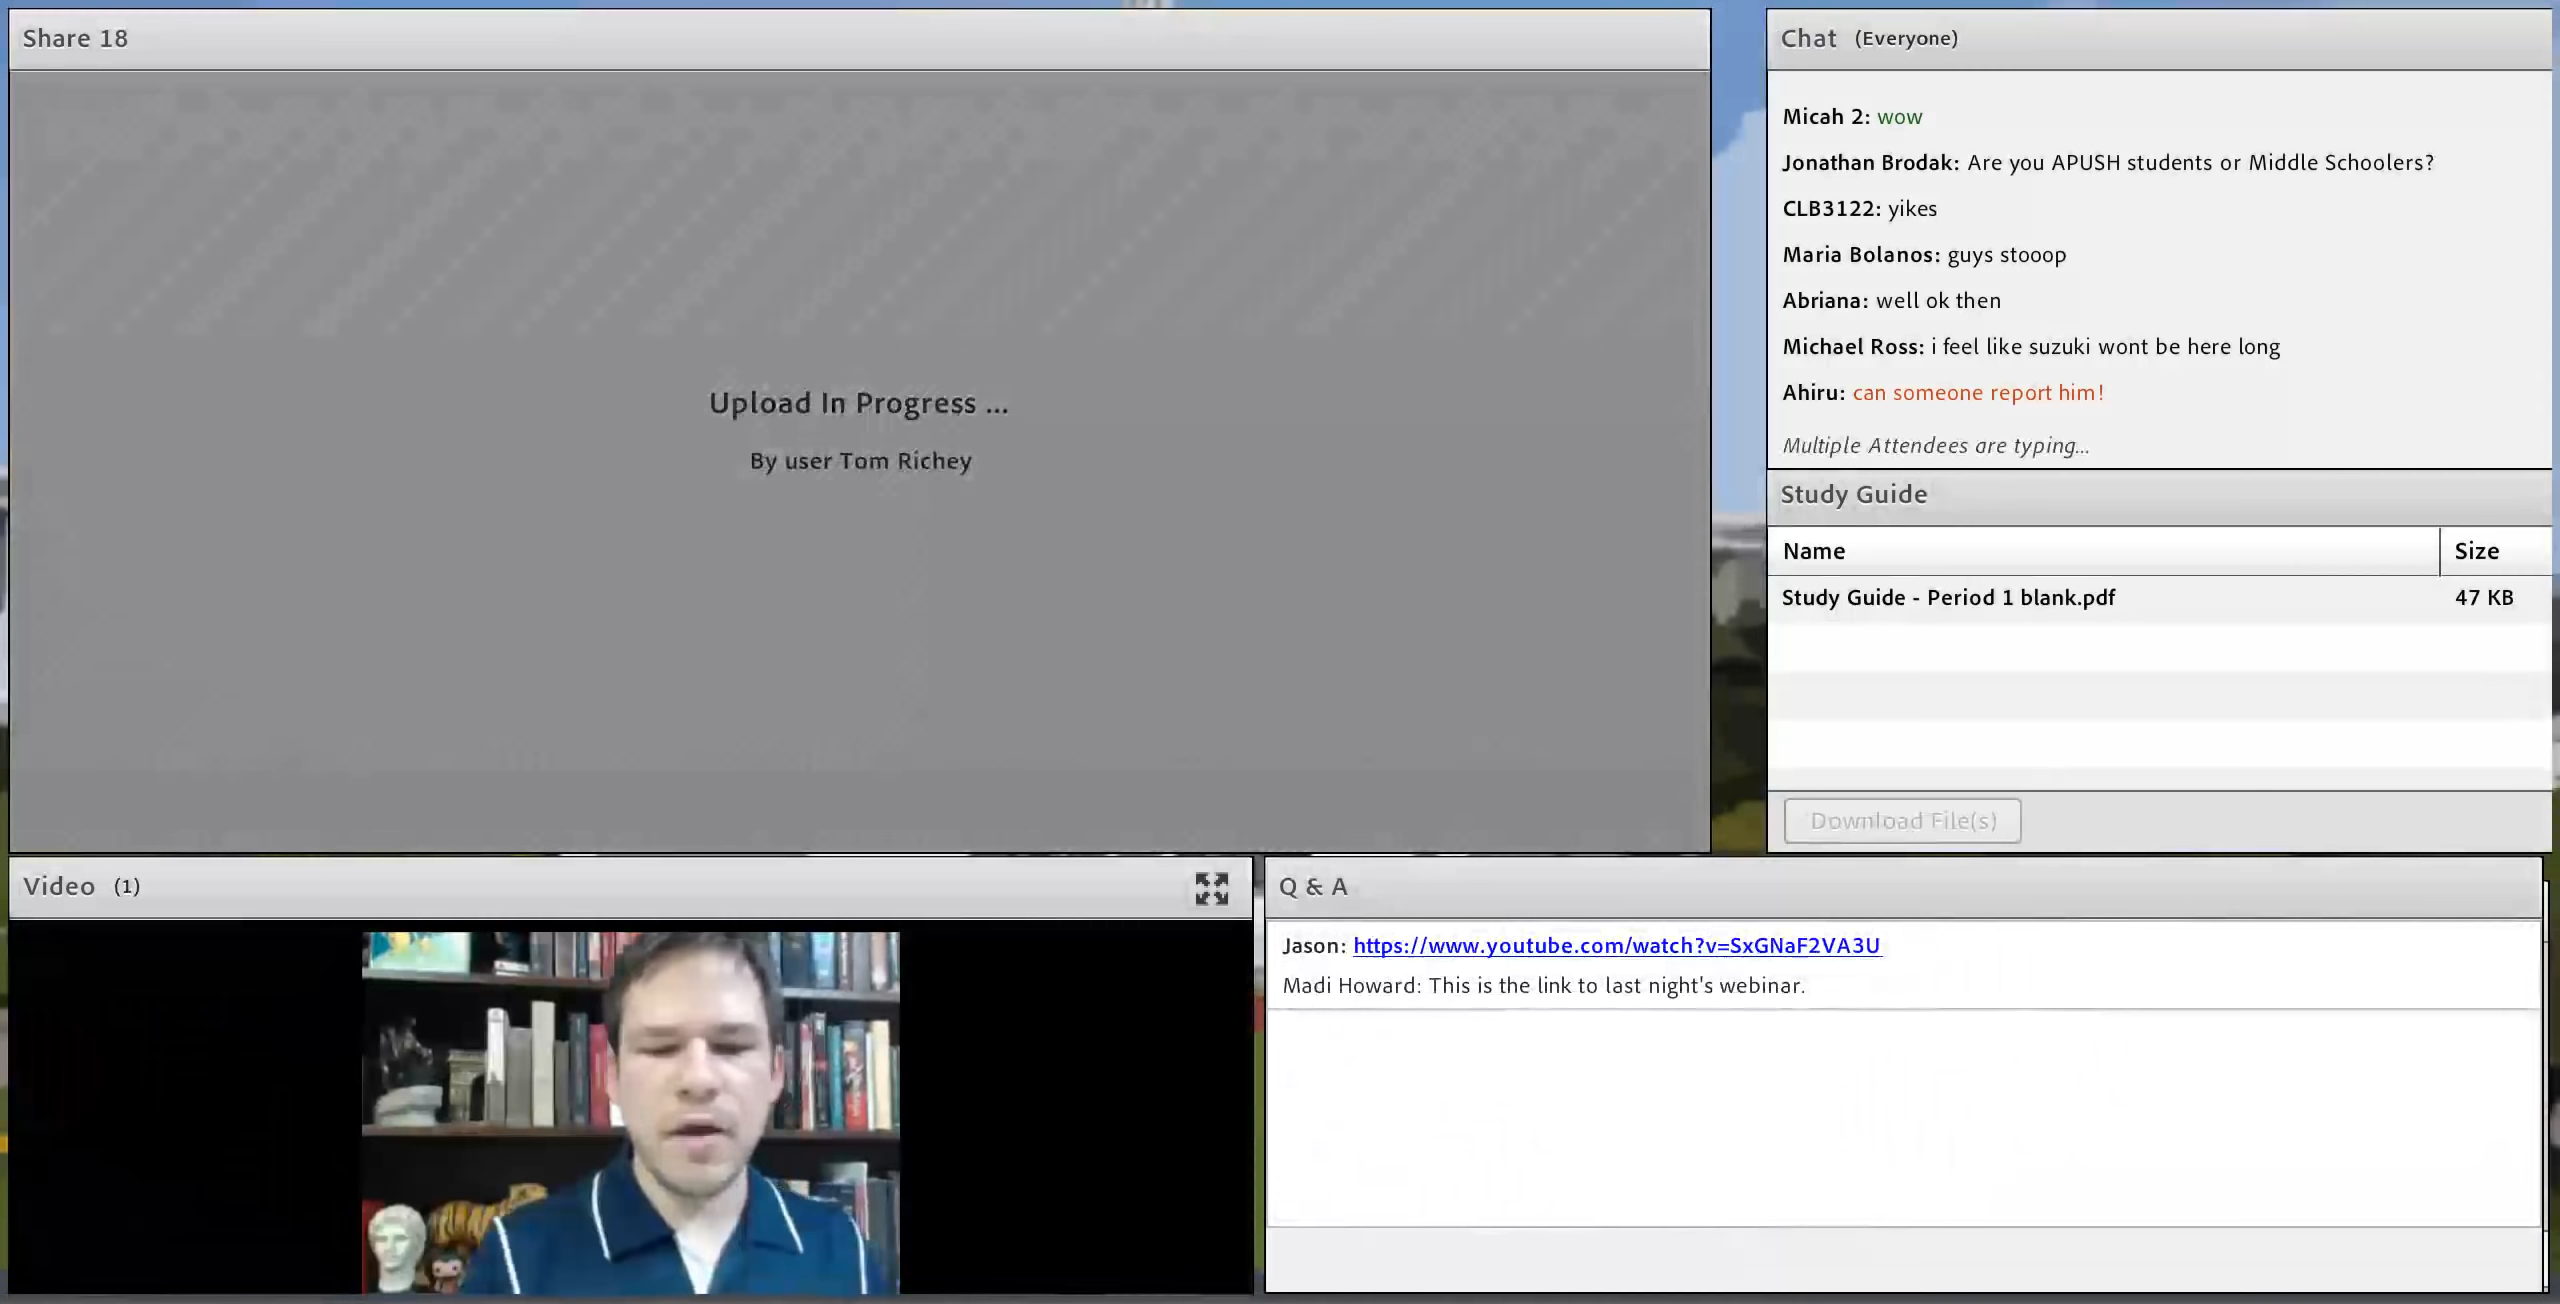 Share 18
Upload In Progress ...
By user Tom Richey
Chat (Everyone)
Micah 2: wow
Jonathan Brodak: Are you APUSH students or Middle Schoolers?
CLB3122: yikes
Maria Bolanos: guys stooop
Abriana: well ok then
Michael Ross: i feel like suzuki wont be here long
Ahiru: can someone report him!
Multiple Attendees are typing...
Study Guide
Name Size
Study Guide - Period 1 blank.pdf 47 KB
Download File(s)
Video (1)
Q & A
Jason: https://www.youtube.com/watch?v=SxGNaF2VA3U
Madi Howard: This is the link to last night's webinar.